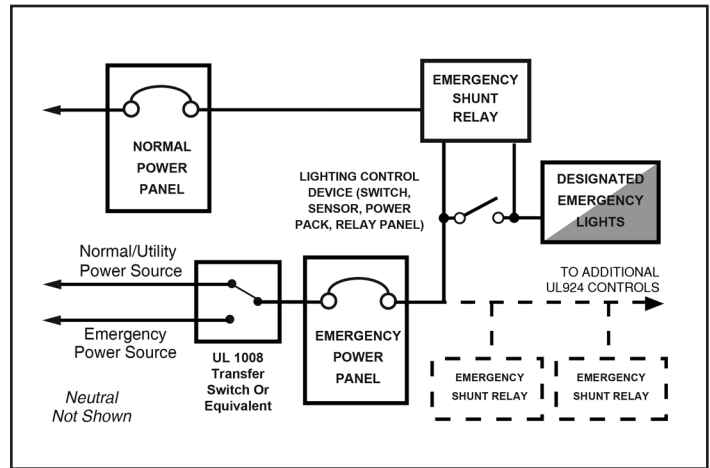 NORMAL
POWER
PANEL
EMERGENCY
SHUNT
RELAY
LIGHTING CONTROL
DEVICE (SWITCH,
SENSOR, POWER
PACK, RELAY PANEL)
DESIGNATED
EMERGENCY
LIGHTS
Normal/Utility
Power Source
Emergency
Power Source
UL 1008
Transfer
Switch Or
Equivalent
EMERGENCY
POWER
PANEL
TO ADDITIONAL
UL924 CONTROLS
EMERGENCY
SHUNT RELAY
EMERGENCY
SHUNT RELAY
Neutral
Not Shown